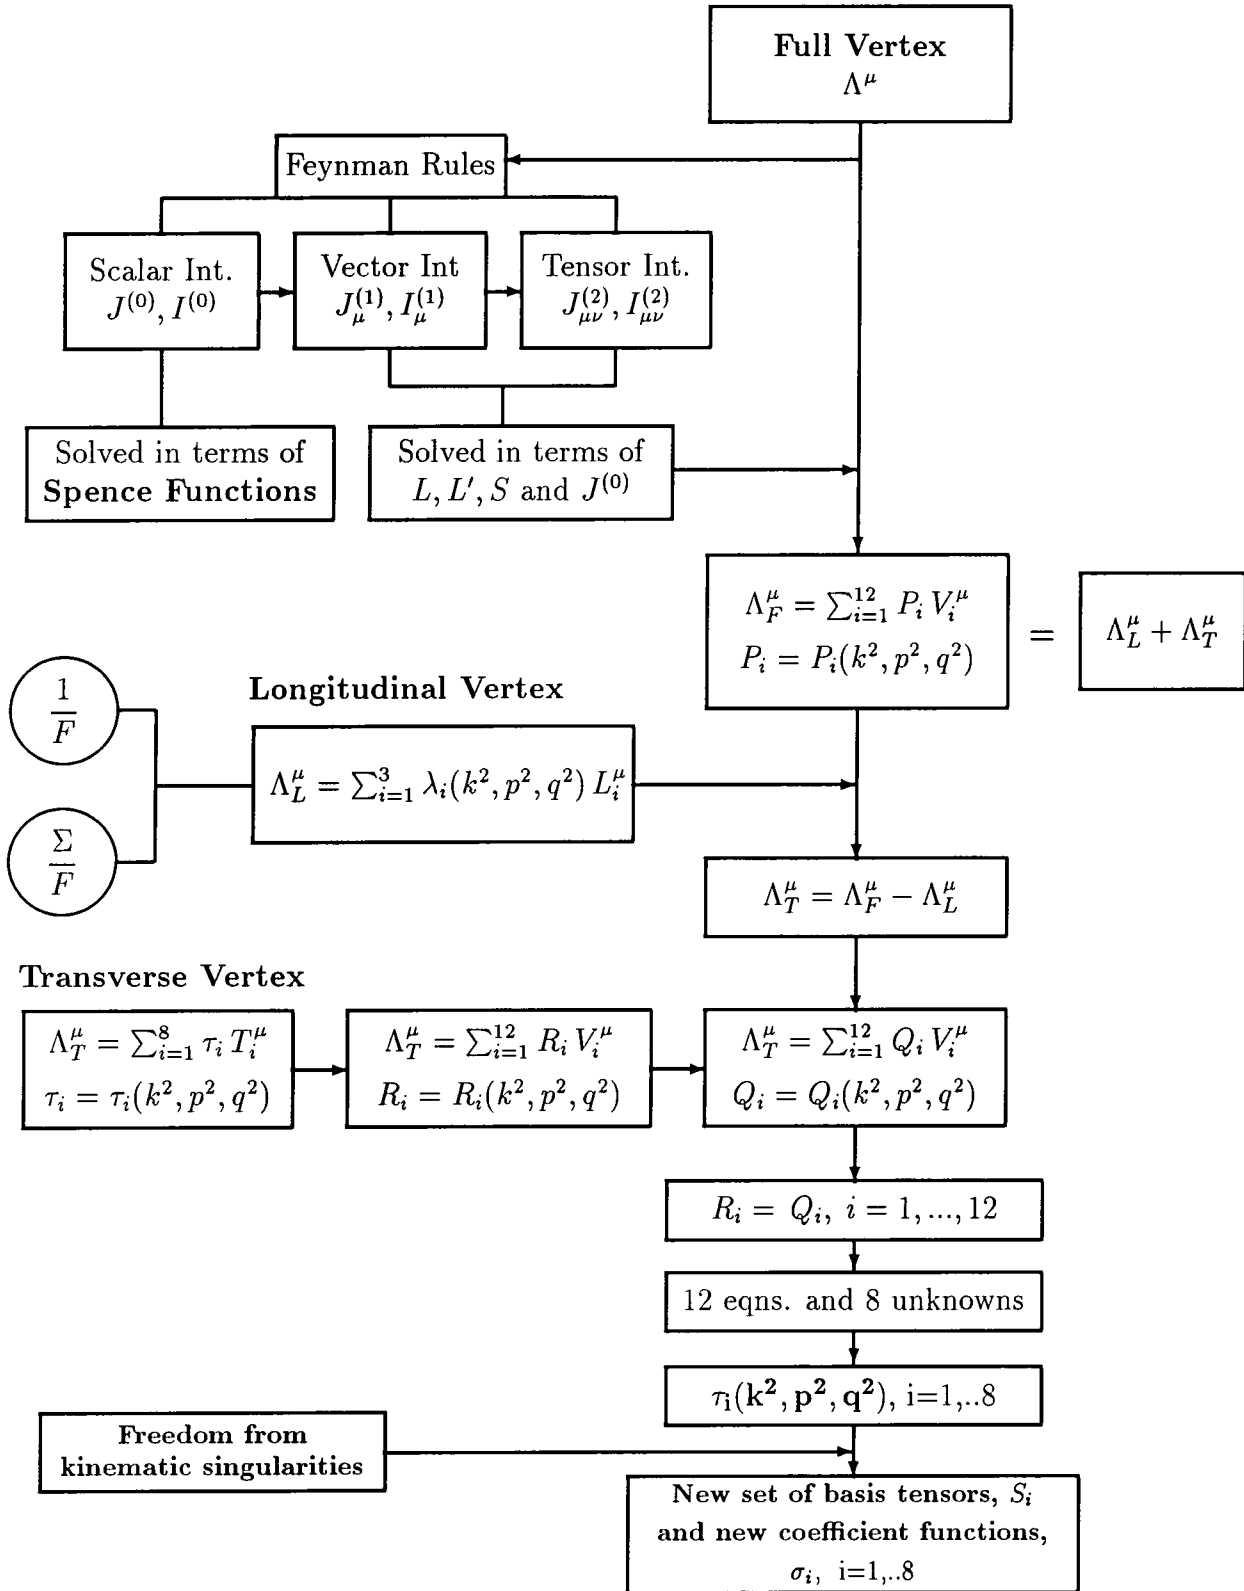 Full Vertex
Λ^μ
Feynman Rules
Scalar Int.
J^{(0)}, I^{(0)}
Vector Int
J_μ^{(1)}, I_μ^{(1)}
Tensor Int.
J_{μν}^{(2)}, I_{μν}^{(2)}
Solved in terms of
Spence Functions
Solved in terms of
L, L′, S and J^{(0)}
Λ_F^μ = ∑_{i=1}^{12} P_i V_i^μ
P_i = P_i(k², p², q²)
=
Λ_L^μ + Λ_T^μ
1/F
Σ/F
Longitudinal Vertex
Λ_L^μ = ∑_{i=1}^{3} λ_i(k², p², q²) L_i^μ
Λ_T^μ = Λ_F^μ − Λ_L^μ
Transverse Vertex
Λ_T^μ = ∑_{i=1}^{8} τ_i T_i^μ
τ_i = τ_i(k², p², q²)
Λ_T^μ = ∑_{i=1}^{12} R_i V_i^μ
R_i = R_i(k², p², q²)
Λ_T^μ = ∑_{i=1}^{12} Q_i V_i^μ
Q_i = Q_i(k², p², q²)
R_i = Q_i, i = 1, ..., 12
12 eqns. and 8 unknowns
τ_i(k², p², q²), i=1,..8
Freedom from
kinematic singularities
New set of basis tensors, S_i
and new coefficient functions,
σ_i, i=1,..8